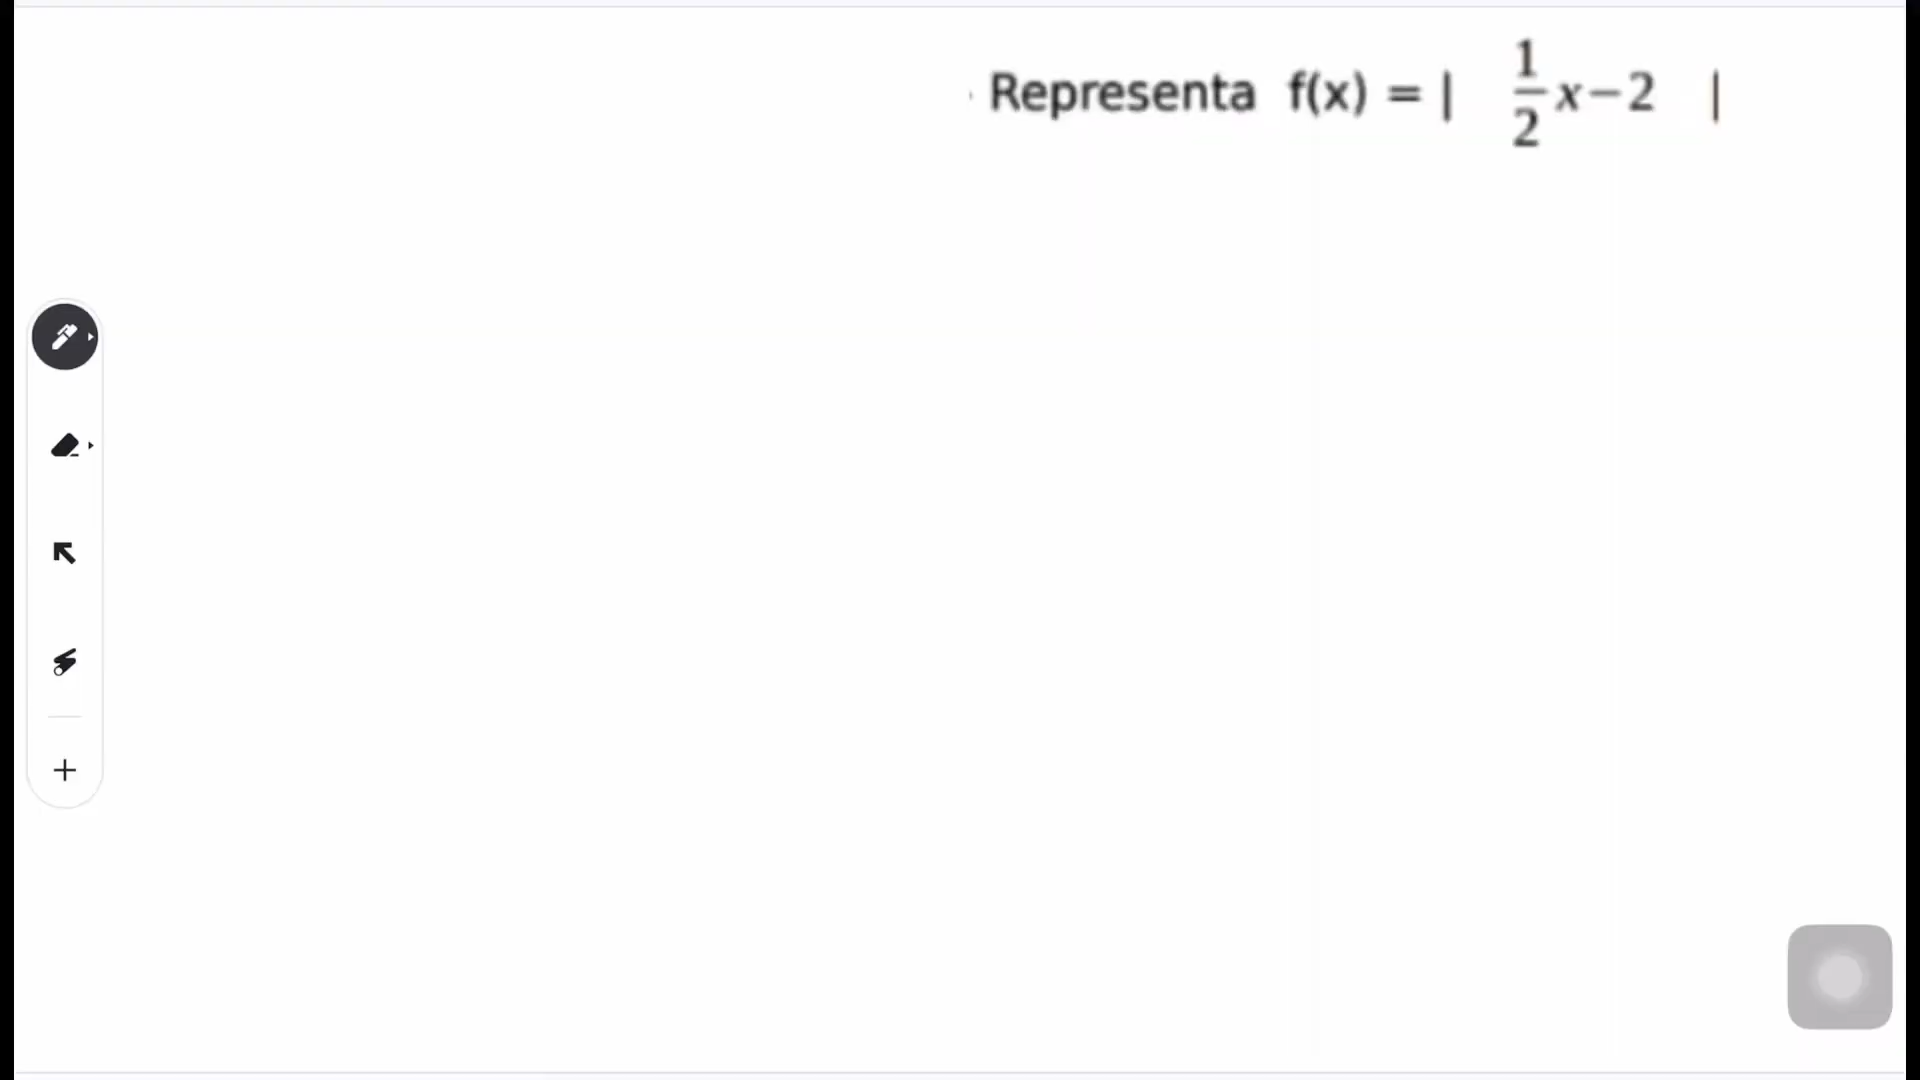 Representa f(x) = | 1/2 x − 2 |